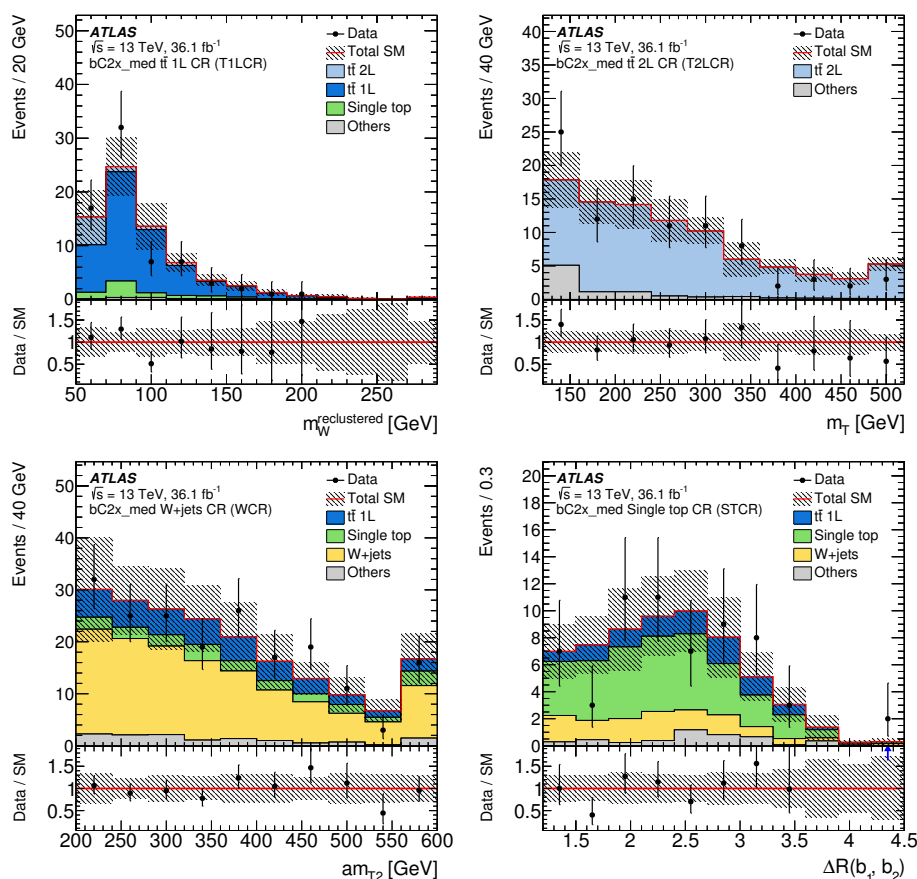 ATLAS
√s = 13 TeV, 36.1 fb⁻¹
bC2x_med tt̄ 1L CR (T1LCR)
Data
Total SM
tt̄ 2L
tt̄ 1L
Single top
Others
Events / 20 GeV
50
40
30
20
10
0
Data / SM
1.5
1
0.5
50 100 150 200 250
m_W^reclustered [GeV]
ATLAS
√s = 13 TeV, 36.1 fb⁻¹
bC2x_med tt̄ 2L CR (T2LCR)
Data
Total SM
tt̄ 2L
Others
Events / 40 GeV
40
35
30
25
20
15
10
5
0
Data / SM
1.5
1
0.5
150 200 250 300 350 400 450 500
m_T [GeV]
ATLAS
√s = 13 TeV, 36.1 fb⁻¹
bC2x_med W+jets CR (WCR)
Data
Total SM
tt̄ 1L
Single top
W+jets
Others
Events / 40 GeV
50
40
30
20
10
0
Data / SM
1.5
1
0.5
200 250 300 350 400 450 500 550 600
am_T2 [GeV]
ATLAS
√s = 13 TeV, 36.1 fb⁻¹
bC2x_med Single top CR (STCR)
Data
Total SM
tt̄ 1L
Single top
W+jets
Others
Events / 0.3
20
18
16
14
12
10
8
6
4
2
0
Data / SM
1.5
1
0.5
1.5 2 2.5 3 3.5 4 4.5
ΔR(b₁, b₂)